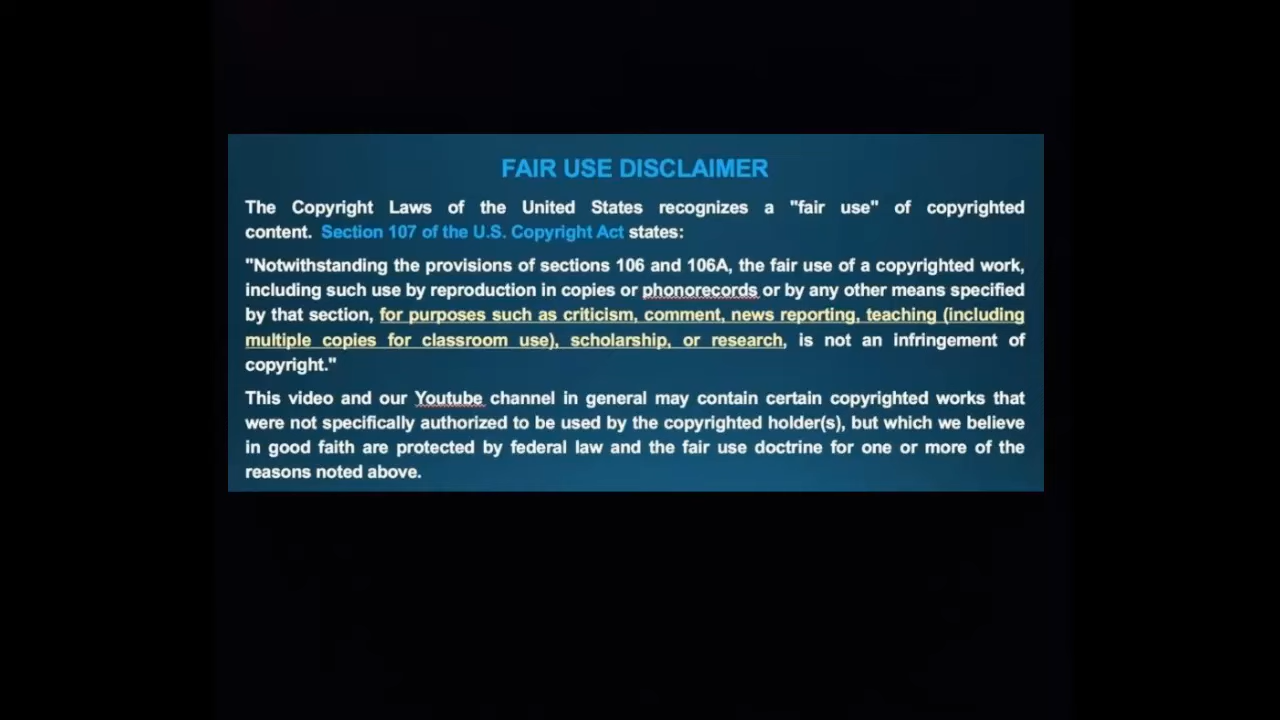 FAIR USE DISCLAIMER
The Copyright Laws of the United States recognizes a "fair use" of copyrighted
content. Section 107 of the U.S. Copyright Act states:
"Notwithstanding the provisions of sections 106 and 106A, the fair use of a copyrighted work,
including such use by reproduction in copies or phonorecords or by any other means specified
by that section, for purposes such as criticism, comment, news reporting, teaching (including
multiple copies for classroom use), scholarship, or research, is not an infringement of
copyright."
This video and our Youtube channel in general may contain certain copyrighted works that
were not specifically authorized to be used by the copyrighted holder(s), but which we believe
in good faith are protected by federal law and the fair use doctrine for one or more of the
reasons noted above.